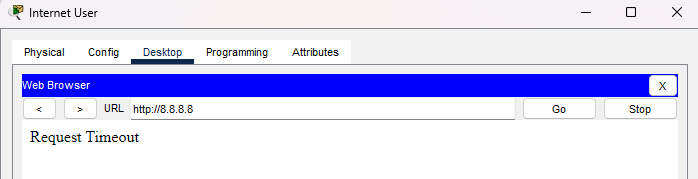 Internet User
Physical Config Desktop Programming Attributes
Web Browser X
< > URL http://8.8.8.8 Go Stop
Request Timeout